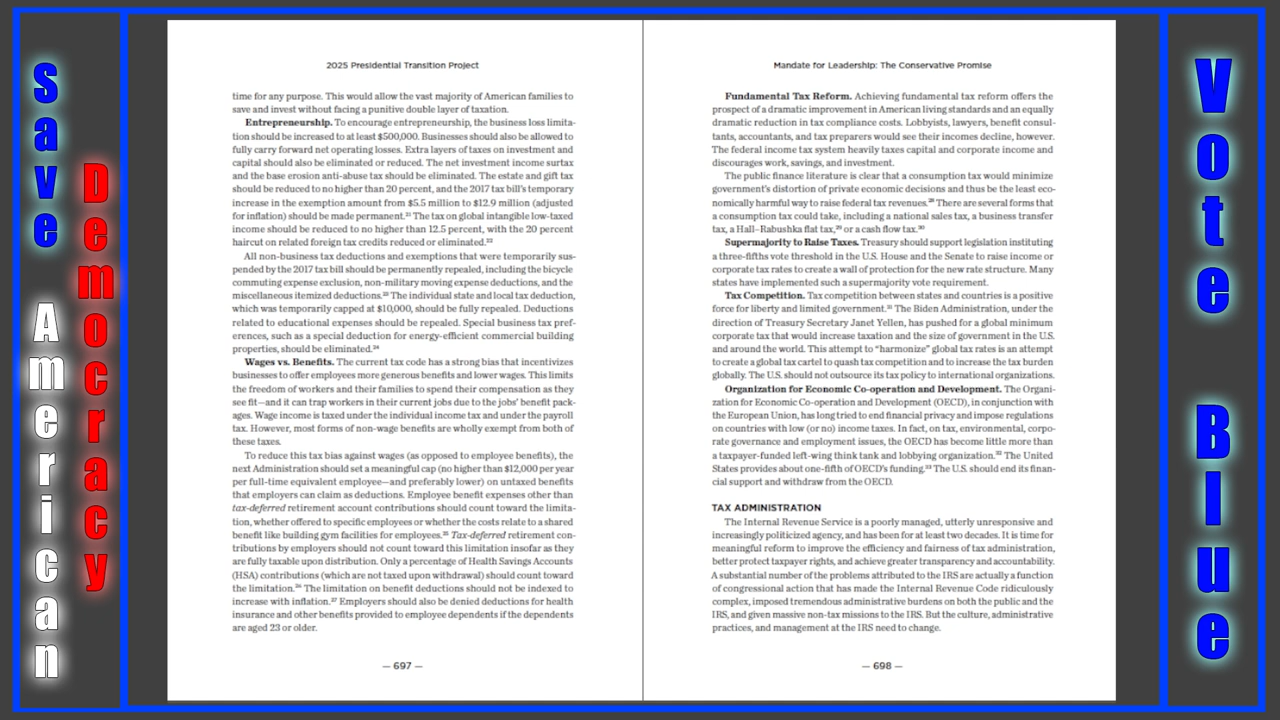 Save American
Democracy
2025 Presidential Transition Project
time for any purpose. This would allow the vast majority of American families to
save and invest without facing a punitive double layer of taxation.
Entrepreneurship. To encourage entrepreneurship, the business loss limita-
tion should be increased to at least $500,000. Businesses should also be allowed to
fully carry forward net operating losses. Extra layers of taxes on investment and
capital should also be eliminated or reduced. The net investment income surtax
and the base erosion anti-abuse tax should be eliminated. The estate and gift tax
should be reduced to no higher than 20 percent, and the 2017 tax bill's temporary
increase in the exemption amount from $5.5 million to $12.9 million (adjusted
for inflation) should be made permanent.²¹ The tax on global intangible low-taxed
income should be reduced to no higher than 12.5 percent, with the 20 percent
haircut on related foreign tax credits reduced or eliminated.²²
All non-business tax deductions and exemptions that were temporarily sus-
pended by the 2017 tax bill should be permanently repealed, including the bicycle
commuting expense exclusion, non-military moving expense deductions, and the
miscellaneous itemized deductions.²³ The individual state and local tax deduction,
which was temporarily capped at $10,000, should be fully repealed. Deductions
related to educational expenses should be repealed. Special business tax pref-
erences, such as a special deduction for energy-efficient commercial building
properties, should be eliminated.²⁴
Wages vs. Benefits. The current tax code has a strong bias that incentivizes
businesses to offer employees more generous benefits and lower wages. This limits
the freedom of workers and their families to spend their compensation as they
see fit—and it can trap workers in their current jobs due to the jobs' benefit pack-
ages. Wage income is taxed under the individual income tax and under the payroll
tax. However, most forms of non-wage benefits are wholly exempt from both of
these taxes.
To reduce this tax bias against wages (as opposed to employee benefits), the
next Administration should set a meaningful cap (no higher than $12,000 per year
per full-time equivalent employee—and preferably lower) on untaxed benefits
that employers can claim as deductions. Employee benefit expenses other than
tax-deferred retirement account contributions should count toward the limita-
tion, whether offered to specific employees or whether the costs relate to a shared
benefit like building gym facilities for employees.²⁵ Tax-deferred retirement con-
tributions by employers should not count toward this limitation insofar as they
are fully taxable upon distribution. Only a percentage of Health Savings Accounts
(HSA) contributions (which are not taxed upon withdrawal) should count toward
the limitation.²⁶ The limitation on benefit deductions should not be indexed to
increase with inflation.²⁷ Employers should also be denied deductions for health
insurance and other benefits provided to employee dependents if the dependents
are aged 23 or older.
— 697 —
Mandate for Leadership: The Conservative Promise
Fundamental Tax Reform. Achieving fundamental tax reform offers the
prospect of a dramatic improvement in American living standards and an equally
dramatic reduction in tax compliance costs. Lobbyists, lawyers, benefit consul-
tants, accountants, and tax preparers would see their incomes decline, however.
The federal income tax system heavily taxes capital and corporate income and
discourages work, savings, and investment.
The public finance literature is clear that a consumption tax would minimize
government's distortion of private economic decisions and thus be the least eco-
nomically harmful way to raise federal tax revenues.²⁸ There are several forms that
a consumption tax could take, including a national sales tax, a business transfer
tax, a Hall–Rabushka flat tax,²⁹ or a cash flow tax.³⁰
Supermajority to Raise Taxes. Treasury should support legislation instituting
a three-fifths vote threshold in the U.S. House and the Senate to raise income or
corporate tax rates to create a wall of protection for the new rate structure. Many
states have implemented such a supermajority vote requirement.
Tax Competition. Tax competition between states and countries is a positive
force for liberty and limited government.³¹ The Biden Administration, under the
direction of Treasury Secretary Janet Yellen, has pushed for a global minimum
corporate tax that would increase taxation and the size of government in the U.S.
and around the world. This attempt to “harmonize” global tax rates is an attempt
to create a global tax cartel to quash tax competition and to increase the tax burden
globally. The U.S. should not outsource its tax policy to international organizations.
Organization for Economic Co-operation and Development. The Organi-
zation for Economic Co-operation and Development (OECD), in conjunction with
the European Union, has long tried to end financial privacy and impose regulations
on countries with low (or no) income taxes. In fact, on tax, environmental, corpo-
rate governance and employment issues, the OECD has become little more than
a taxpayer-funded left-wing think tank and lobbying organization.³² The United
States provides about one-fifth of OECD's funding.³³ The U.S. should end its finan-
cial support and withdraw from the OECD.
TAX ADMINISTRATION
The Internal Revenue Service is a poorly managed, utterly unresponsive and
increasingly politicized agency, and has been for at least two decades. It is time for
meaningful reform to improve the efficiency and fairness of tax administration,
better protect taxpayer rights, and achieve greater transparency and accountability.
A substantial number of the problems attributed to the IRS are actually a function
of congressional action that has made the Internal Revenue Code ridiculously
complex, imposed tremendous administrative burdens on both the public and the
IRS, and given massive non-tax missions to the IRS. But the culture, administrative
practices, and management at the IRS need to change.
— 698 —
Vote Blue